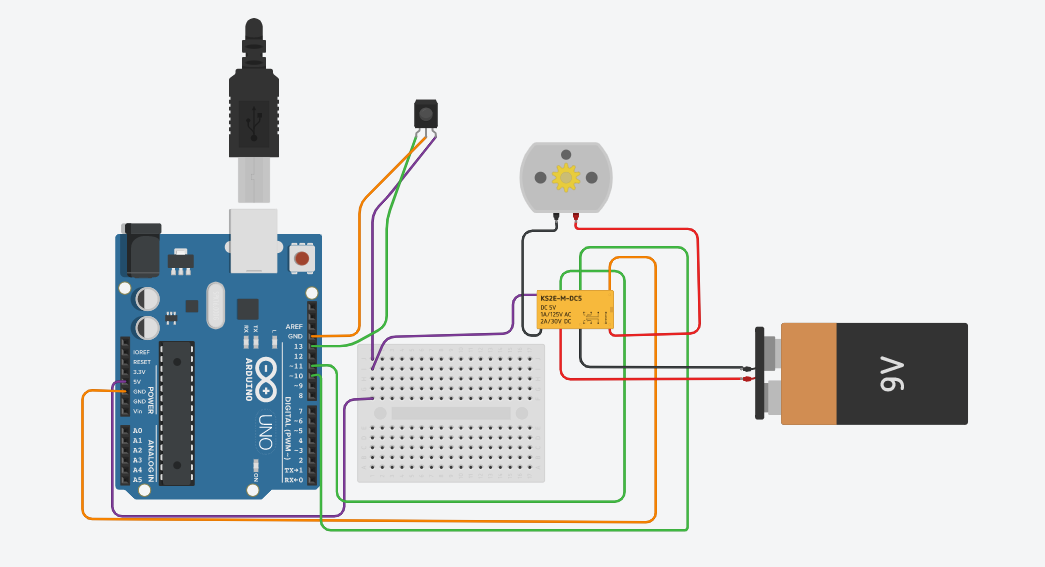 AREF
GND
13
12
~11
~10
~9
8
7
~6
~5
4
~3
2
TX→1
RX←0
DIGITAL (PWM~)
IOREF
RESET
3.3V
5V
GND
GND
Vin
POWER
A0
A1
A2
A3
A4
A5
ANALOG IN
RX
TX
L
ARDUINO
UNO
ON
KS2E-M-DC5
DC 5V
1A/125V AC
2A/30V DC
9V